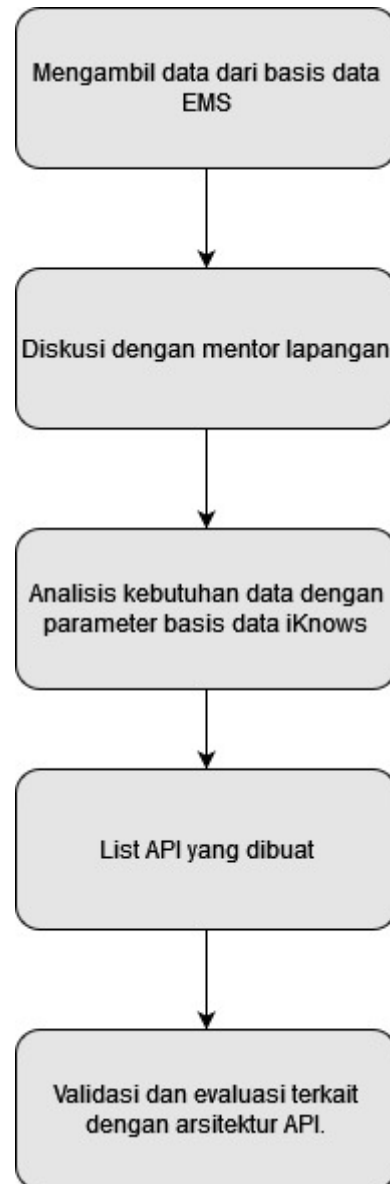 Mengambil data dari basis data
EMS
Diskusi dengan mentor lapangan
Analisis kebutuhan data dengan
parameter basis data iKnows
List API yang dibuat
Validasi dan evaluasi terkait
dengan arsitektur API.